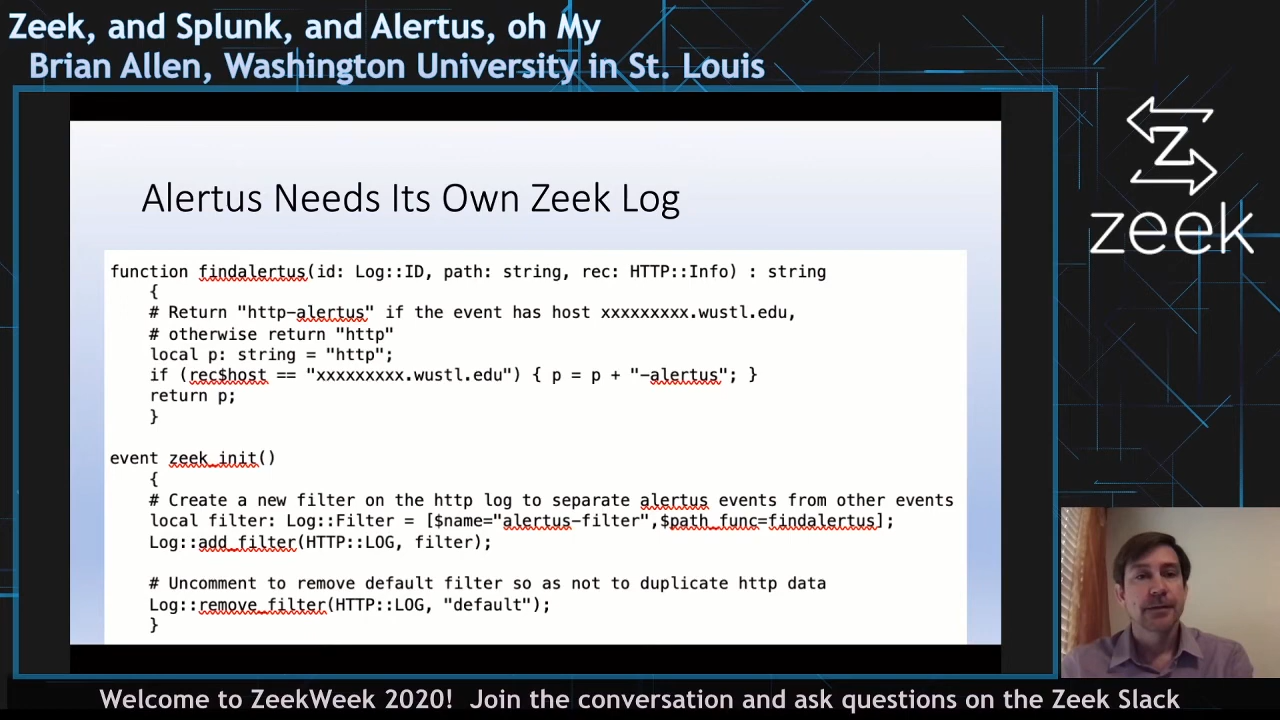 Zeek, and Splunk, and Alertus, oh My
Brian Allen, Washington University in St. Louis
zeek
Alertus Needs Its Own Zeek Log
function findalertus(id: Log::ID, path: string, rec: HTTP::Info) : string
{
# Return "http-alertus" if the event has host xxxxxxxxx.wustl.edu,
# otherwise return "http"
local p: string = "http";
if (rec$host == "xxxxxxxxx.wustl.edu") { p = p + "-alertus"; }
return p;
}
event zeek_init()
{
# Create a new filter on the http log to separate alertus events from other events
local filter: Log::Filter = [$name="alertus-filter",$path_func=findalertus];
Log::add_filter(HTTP::LOG, filter);
# Uncomment to remove default filter so as not to duplicate http data
Log::remove_filter(HTTP::LOG, "default");
}
Welcome to ZeekWeek 2020! Join the conversation and ask questions on the Zeek Slack